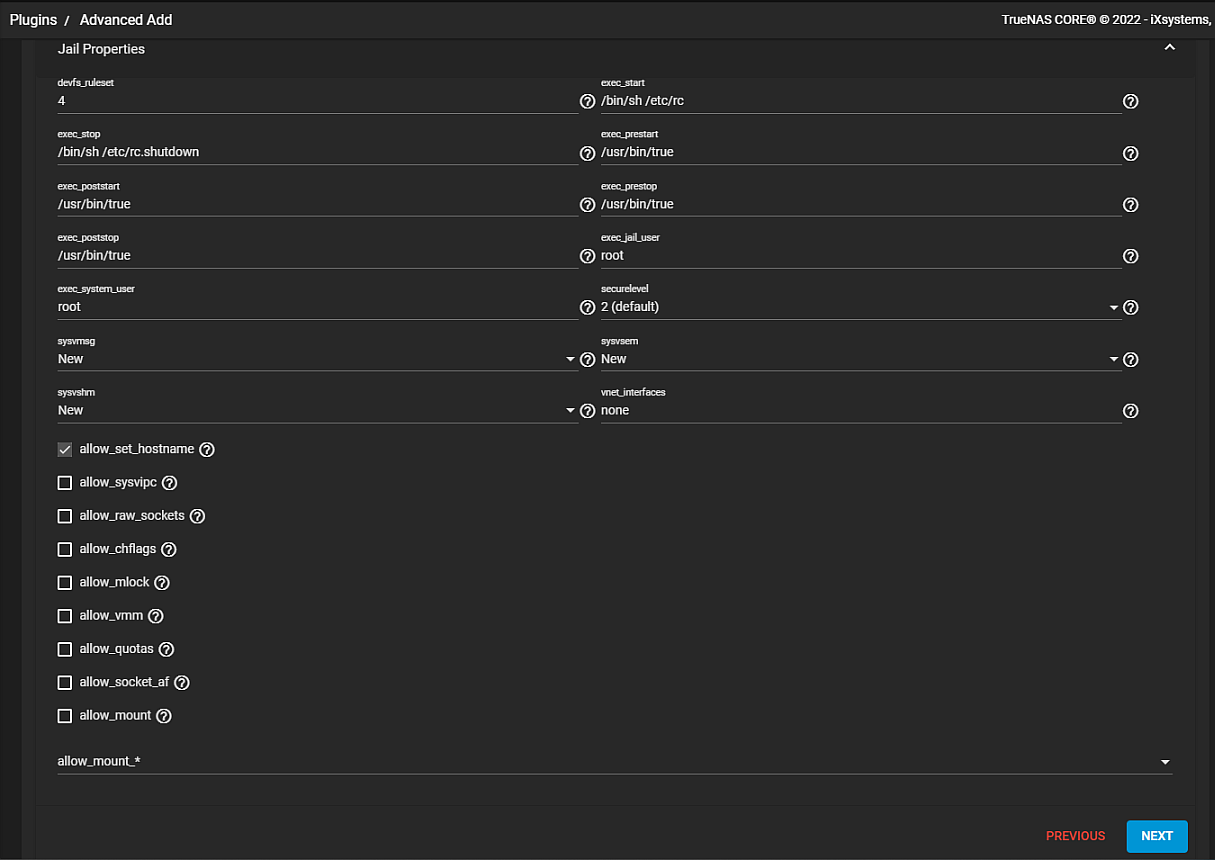 Plugins / Advanced Add
TrueNAS CORE® © 2022 - iXsystems,
Jail Properties
devfs_ruleset
4
exec_start
/bin/sh /etc/rc
exec_stop
/bin/sh /etc/rc.shutdown
exec_prestart
/usr/bin/true
exec_poststart
/usr/bin/true
exec_prestop
/usr/bin/true
exec_poststop
/usr/bin/true
exec_jail_user
root
exec_system_user
root
securelevel
2 (default)
sysvmsg
New
sysvsem
New
sysvshm
New
vnet_interfaces
none
allow_set_hostname
allow_sysvipc
allow_raw_sockets
allow_chflags
allow_mlock
allow_vmm
allow_quotas
allow_socket_af
allow_mount
allow_mount_*
PREVIOUS
NEXT